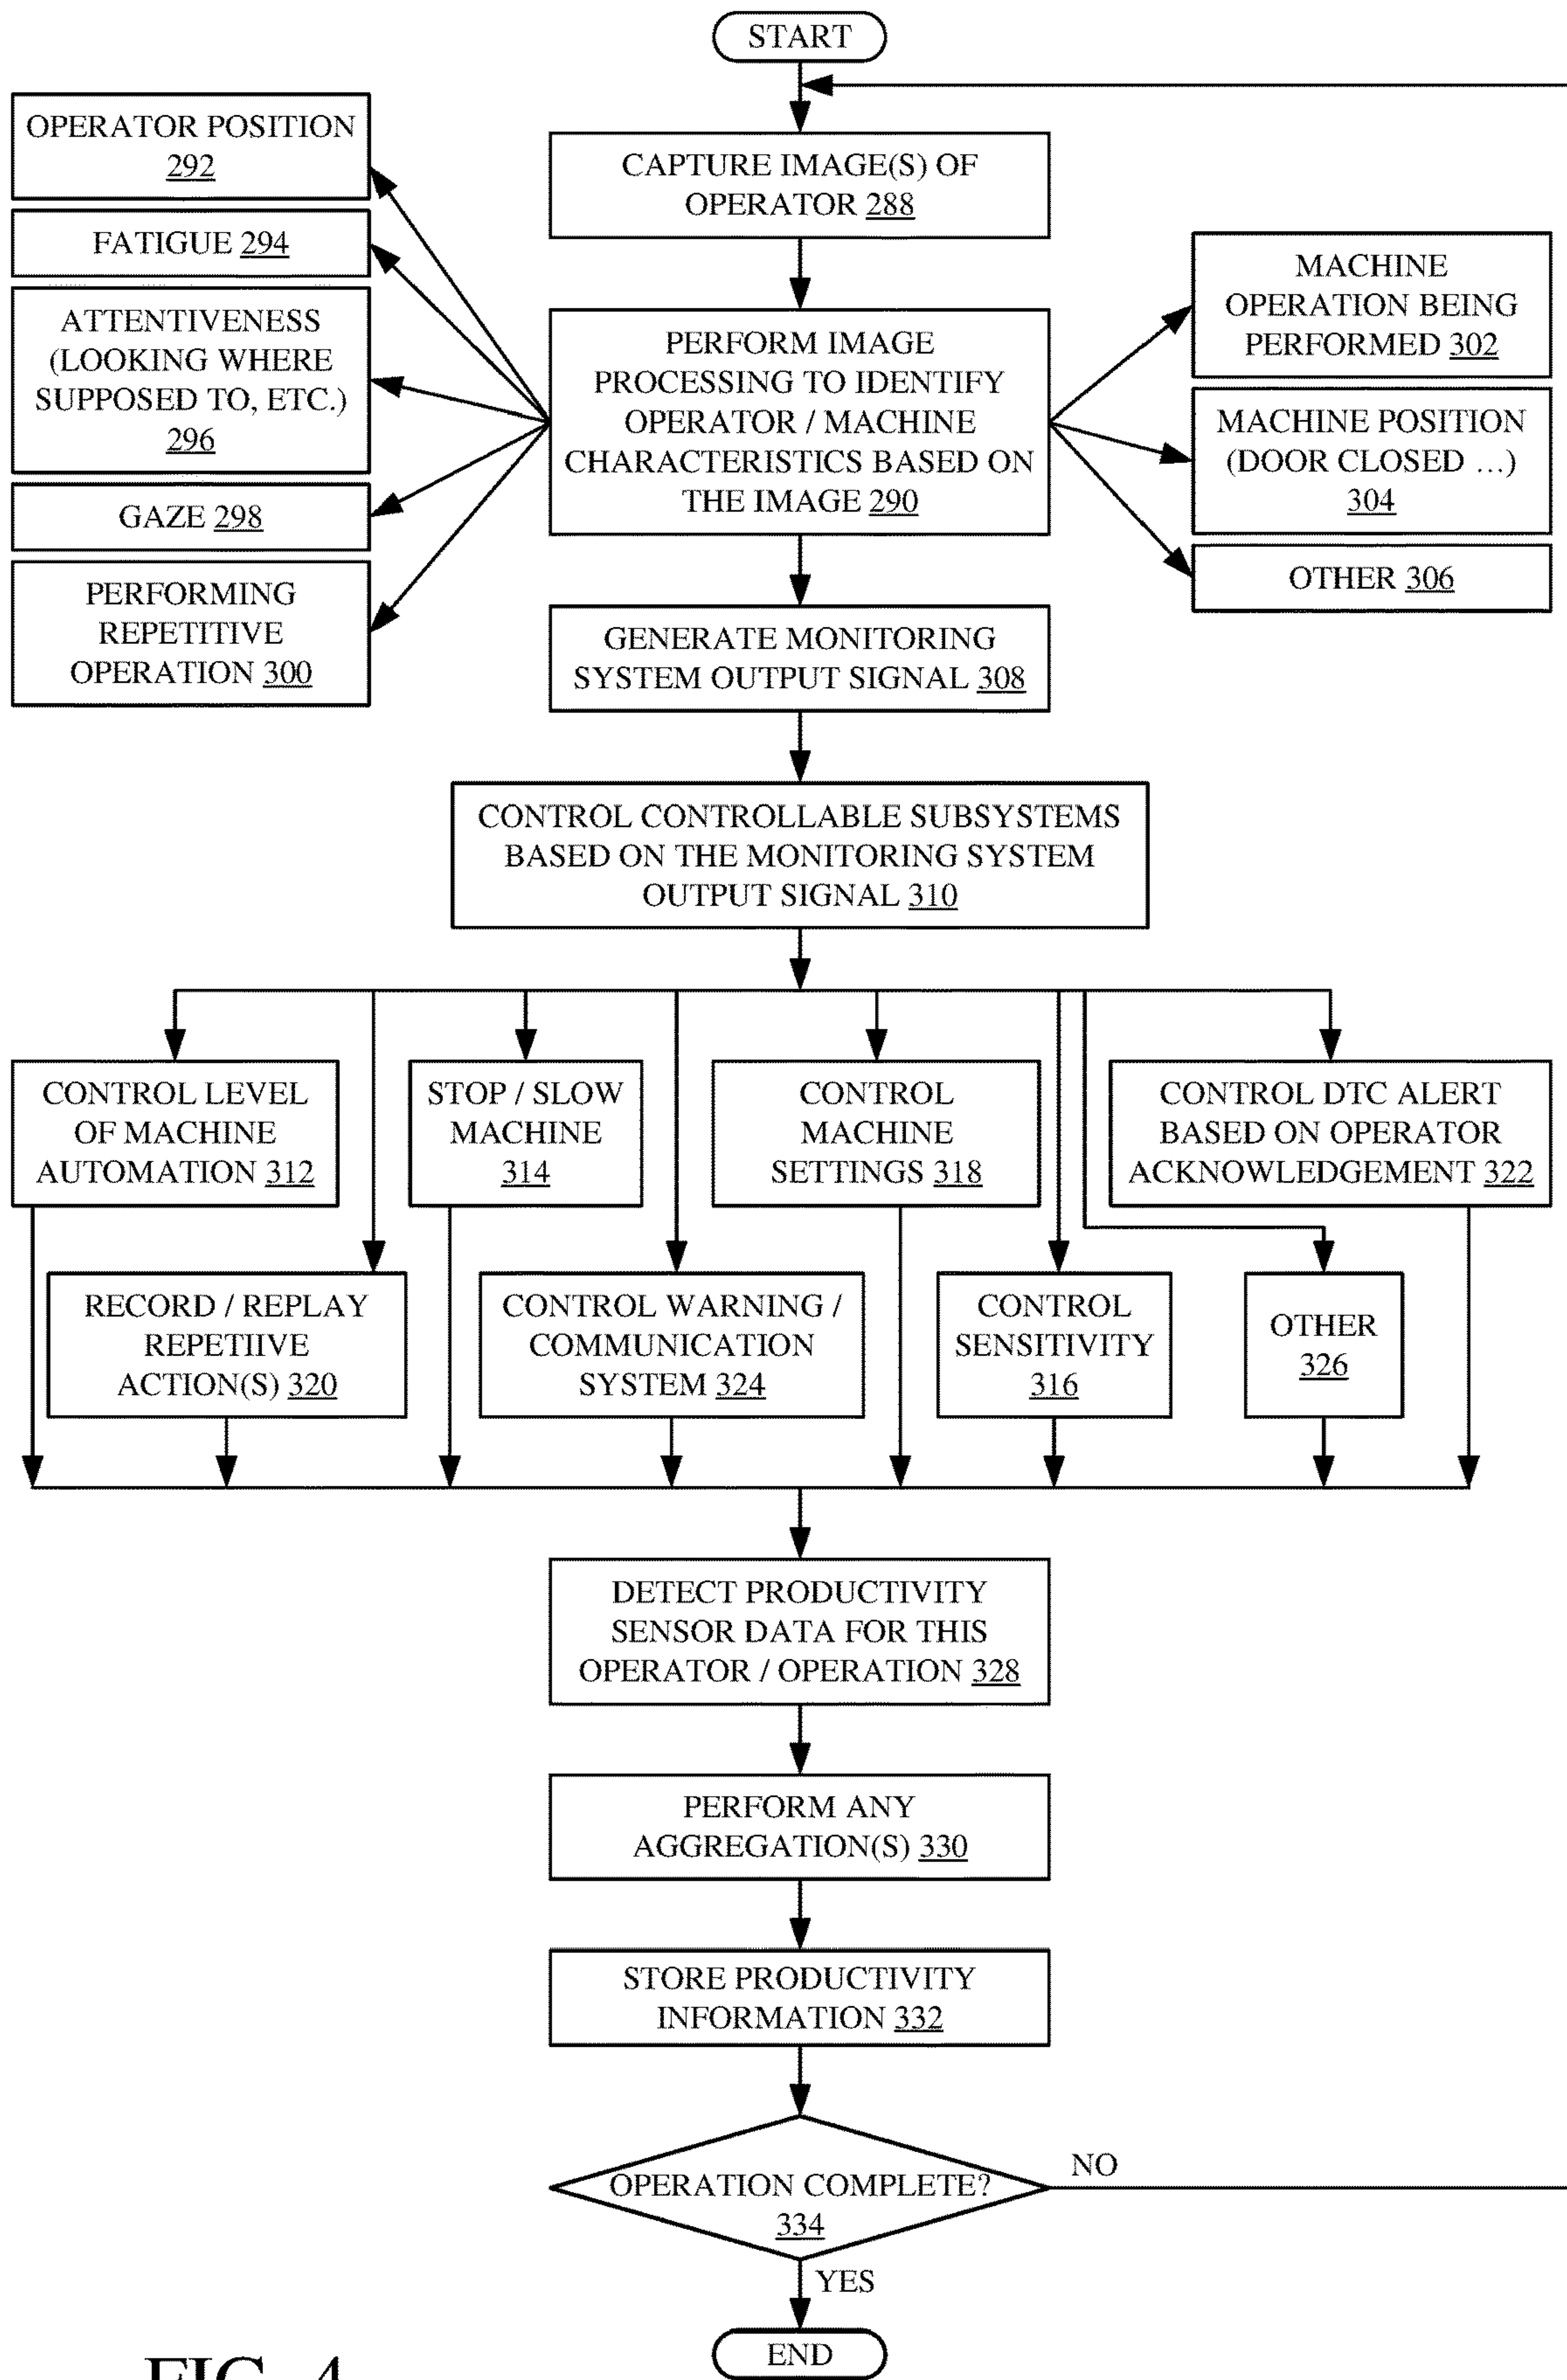 START
OPERATOR POSITION
292
FATIGUE 294
ATTENTIVENESS
(LOOKING WHERE
SUPPOSED TO, ETC.)
296
GAZE 298
PERFORMING
REPETITIVE
OPERATION 300
CAPTURE IMAGE(S) OF
OPERATOR 288
PERFORM IMAGE
PROCESSING TO IDENTIFY
OPERATOR / MACHINE
CHARACTERISTICS BASED ON
THE IMAGE 290
MACHINE
OPERATION BEING
PERFORMED 302
MACHINE POSITION
(DOOR CLOSED ...)
304
OTHER 306
GENERATE MONITORING
SYSTEM OUTPUT SIGNAL 308
CONTROL CONTROLLABLE SUBSYSTEMS
BASED ON THE MONITORING SYSTEM
OUTPUT SIGNAL 310
CONTROL LEVEL
OF MACHINE
AUTOMATION 312
STOP / SLOW
MACHINE
314
CONTROL
MACHINE
SETTINGS 318
CONTROL DTC ALERT
BASED ON OPERATOR
ACKNOWLEDGEMENT 322
RECORD / REPLAY
REPETIIVE
ACTION(S) 320
CONTROL WARNING /
COMMUNICATION
SYSTEM 324
CONTROL
SENSITIVITY
316
OTHER
326
DETECT PRODUCTIVITY
SENSOR DATA FOR THIS
OPERATOR / OPERATION 328
PERFORM ANY
AGGREGATION(S) 330
STORE PRODUCTIVITY
INFORMATION 332
OPERATION COMPLETE?
334
NO
YES
END
FIG. 4